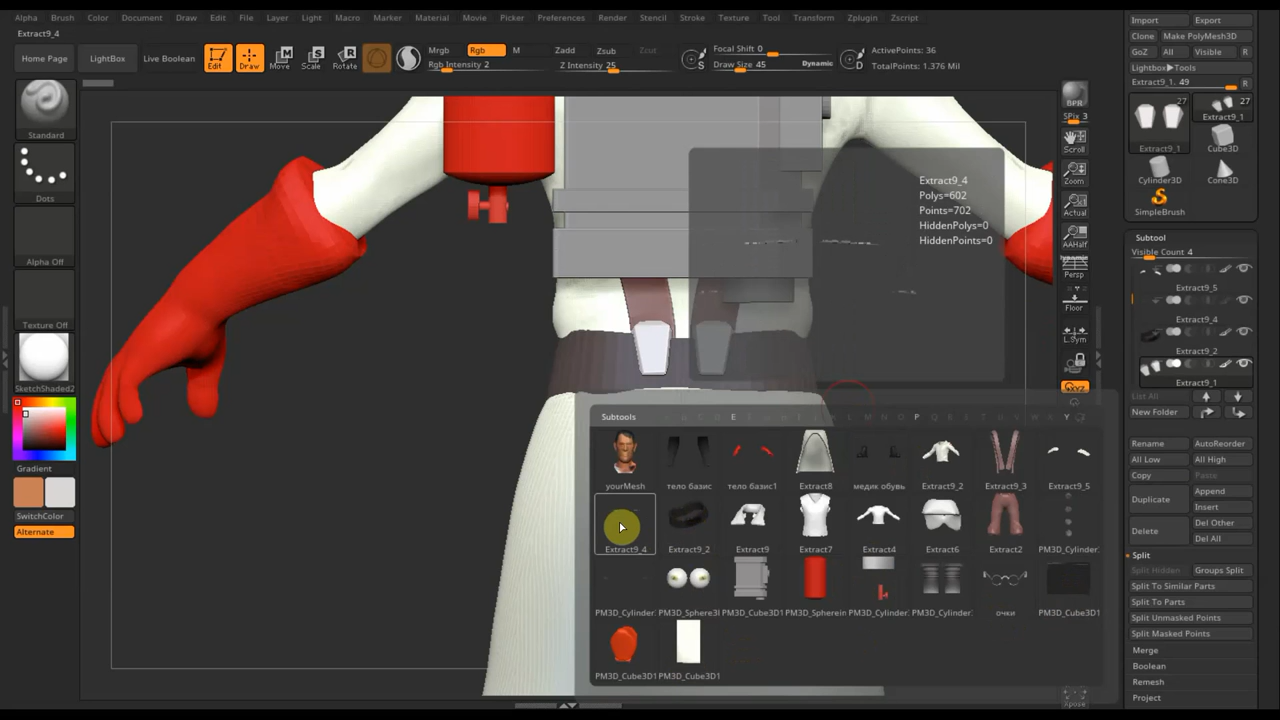 Alpha Brush Color Document Draw Edit File Layer Light Macro Marker Material Movie Picker Preferences Render Stencil Stroke Texture Tool Transform Zplugin Zscript
Extract9_4
Home Page
LightBox
Live Boolean
Edit
Draw
Move
Scale
Rotate
Mrgb
Rgb
M
Rgb Intensity 2
Zadd
Zsub
Zcut
Z Intensity 25
S
Focal Shift 0
Draw Size 45
Dynamic
D
ActivePoints: 36
TotalPoints: 1.376 Mil
Standard
Dots
Alpha Off
Texture Off
SketchShaded2
Gradient
SwitchColor
Alternate
Extract9_4
Polys=602
Points=702
HiddenPolys=0
HiddenPoints=0
Subtools
E
P
Y
yourMesh
тело базис
тело базис1
Extract8
медик обувь
Extract9_2
Extract9_3
Extract9_5
Extract9_4
Extract9_2
Extract9
Extract7
Extract4
Extract6
Extract2
PM3D_Cylinder
PM3D_Cylinder
PM3D_Sphere3I
PM3D_Cube3D1
PM3D_Spherein
PM3D_Cylinder
PM3D_Cylinder
очки
PM3D_Cube3D1
PM3D_Cube3D1
PM3D_Cube3D1
BPR
SPix 3
Scroll
Zoom
Actual
AAHalf
Dynamic
Persp
Floor
L.Sym
Xpose
Import
Export
Clone
Make PolyMesh3D
GoZ
All
Visible
R
Lightbox▶Tools
Extract9_1. 49
R
27
27
Extract9_1
Extract9_1
Cube3D
Cylinder3D
Cone3D
SimpleBrush
Subtool
Visible Count 4
Extract9_5
Extract9_4
Extract9_2
Extract9_1
List All
New Folder
Rename
AutoReorder
All Low
All High
Copy
Paste
Duplicate
Append
Insert
Delete
Del Other
Del All
Split
Split Hidden
Groups Split
Split To Similar Parts
Split To Parts
Split Unmasked Points
Split Masked Points
Merge
Boolean
Remesh
Project